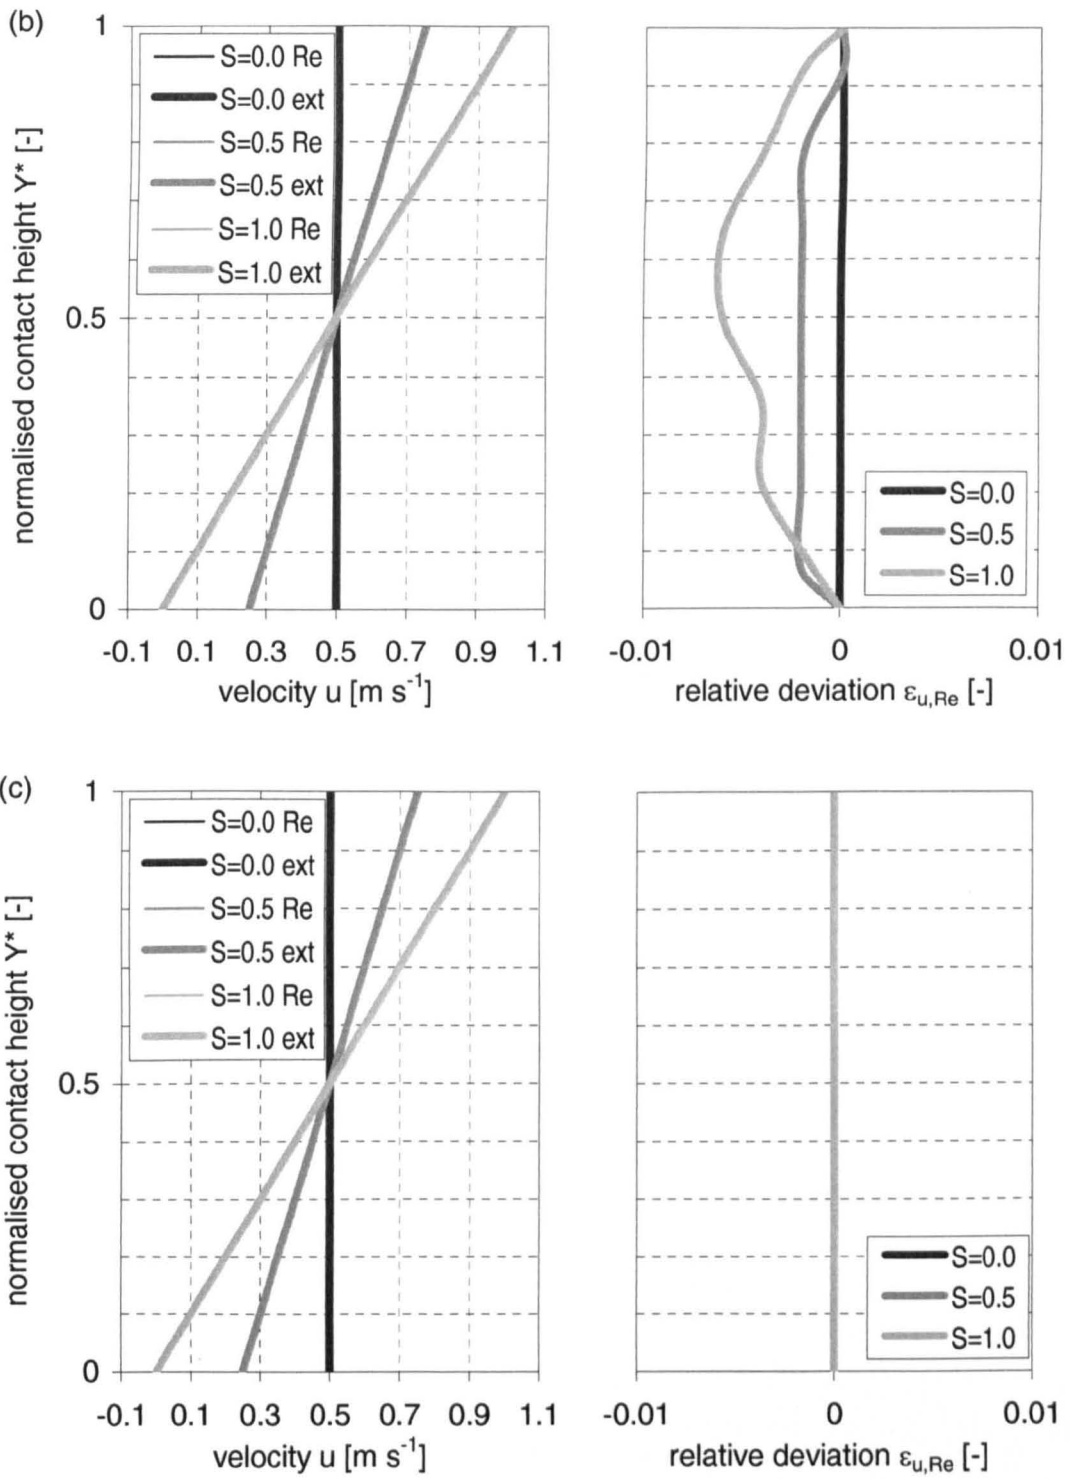 (b)
normalised contact height Y* [-]
1
0.5
0
S=0.0 Re
S=0.0 ext
S=0.5 Re
S=0.5 ext
S=1.0 Re
S=1.0 ext
-0.1 0.1 0.3 0.5 0.7 0.9 1.1
velocity u [m s⁻¹]
S=0.0
S=0.5
S=1.0
-0.01 0 0.01
relative deviation εu,Re [-]
(c)
normalised contact height Y* [-]
1
0.5
0
S=0.0 Re
S=0.0 ext
S=0.5 Re
S=0.5 ext
S=1.0 Re
S=1.0 ext
-0.1 0.1 0.3 0.5 0.7 0.9 1.1
velocity u [m s⁻¹]
S=0.0
S=0.5
S=1.0
-0.01 0 0.01
relative deviation εu,Re [-]